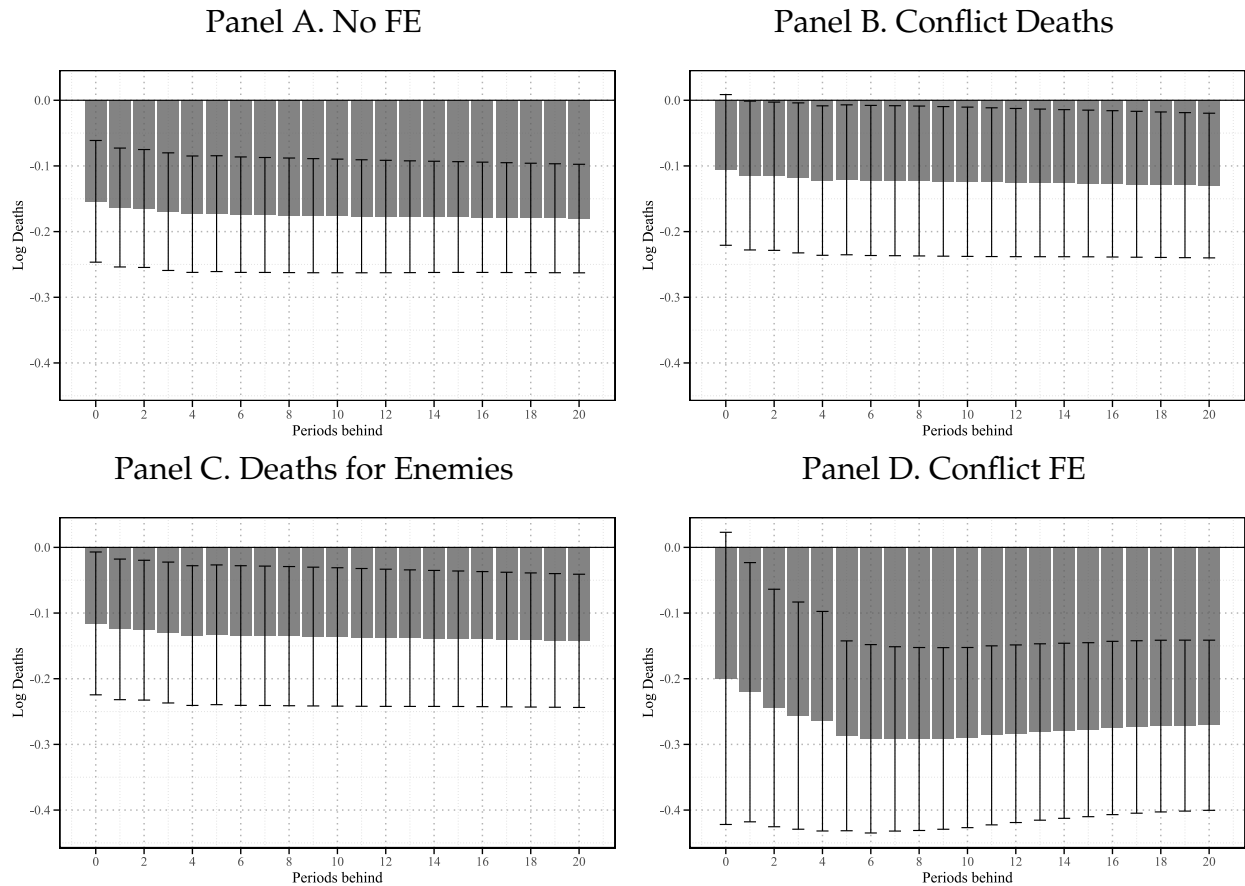 Panel A. No FE
Panel B. Conflict Deaths
0.0
-0.1
-0.2
-0.3
-0.4
Log Deaths
0 2 4 6 8 10 12 14 16 18 20
Periods behind
0.0
-0.1
-0.2
-0.3
-0.4
Log Deaths
0 2 4 6 8 10 12 14 16 18 20
Periods behind
Panel C. Deaths for Enemies
Panel D. Conflict FE
0.0
-0.1
-0.2
-0.3
-0.4
Log Deaths
0 2 4 6 8 10 12 14 16 18 20
Periods behind
0.0
-0.1
-0.2
-0.3
-0.4
Log Deaths
0 2 4 6 8 10 12 14 16 18 20
Periods behind